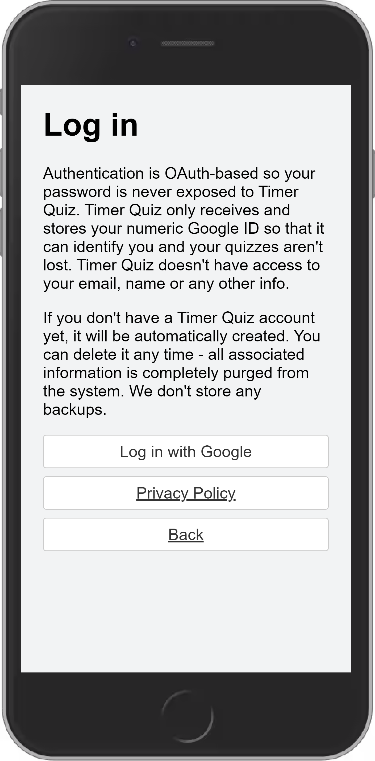 Log in
Authentication is OAuth-based so your
password is never exposed to Timer
Quiz. Timer Quiz only receives and
stores your numeric Google ID so that it
can identify you and your quizzes aren't
lost. Timer Quiz doesn't have access to
your email, name or any other info.
If you don't have a Timer Quiz account
yet, it will be automatically created. You
can delete it any time - all associated
information is completely purged from
the system. We don't store any
backups.
Log in with Google
Privacy Policy
Back